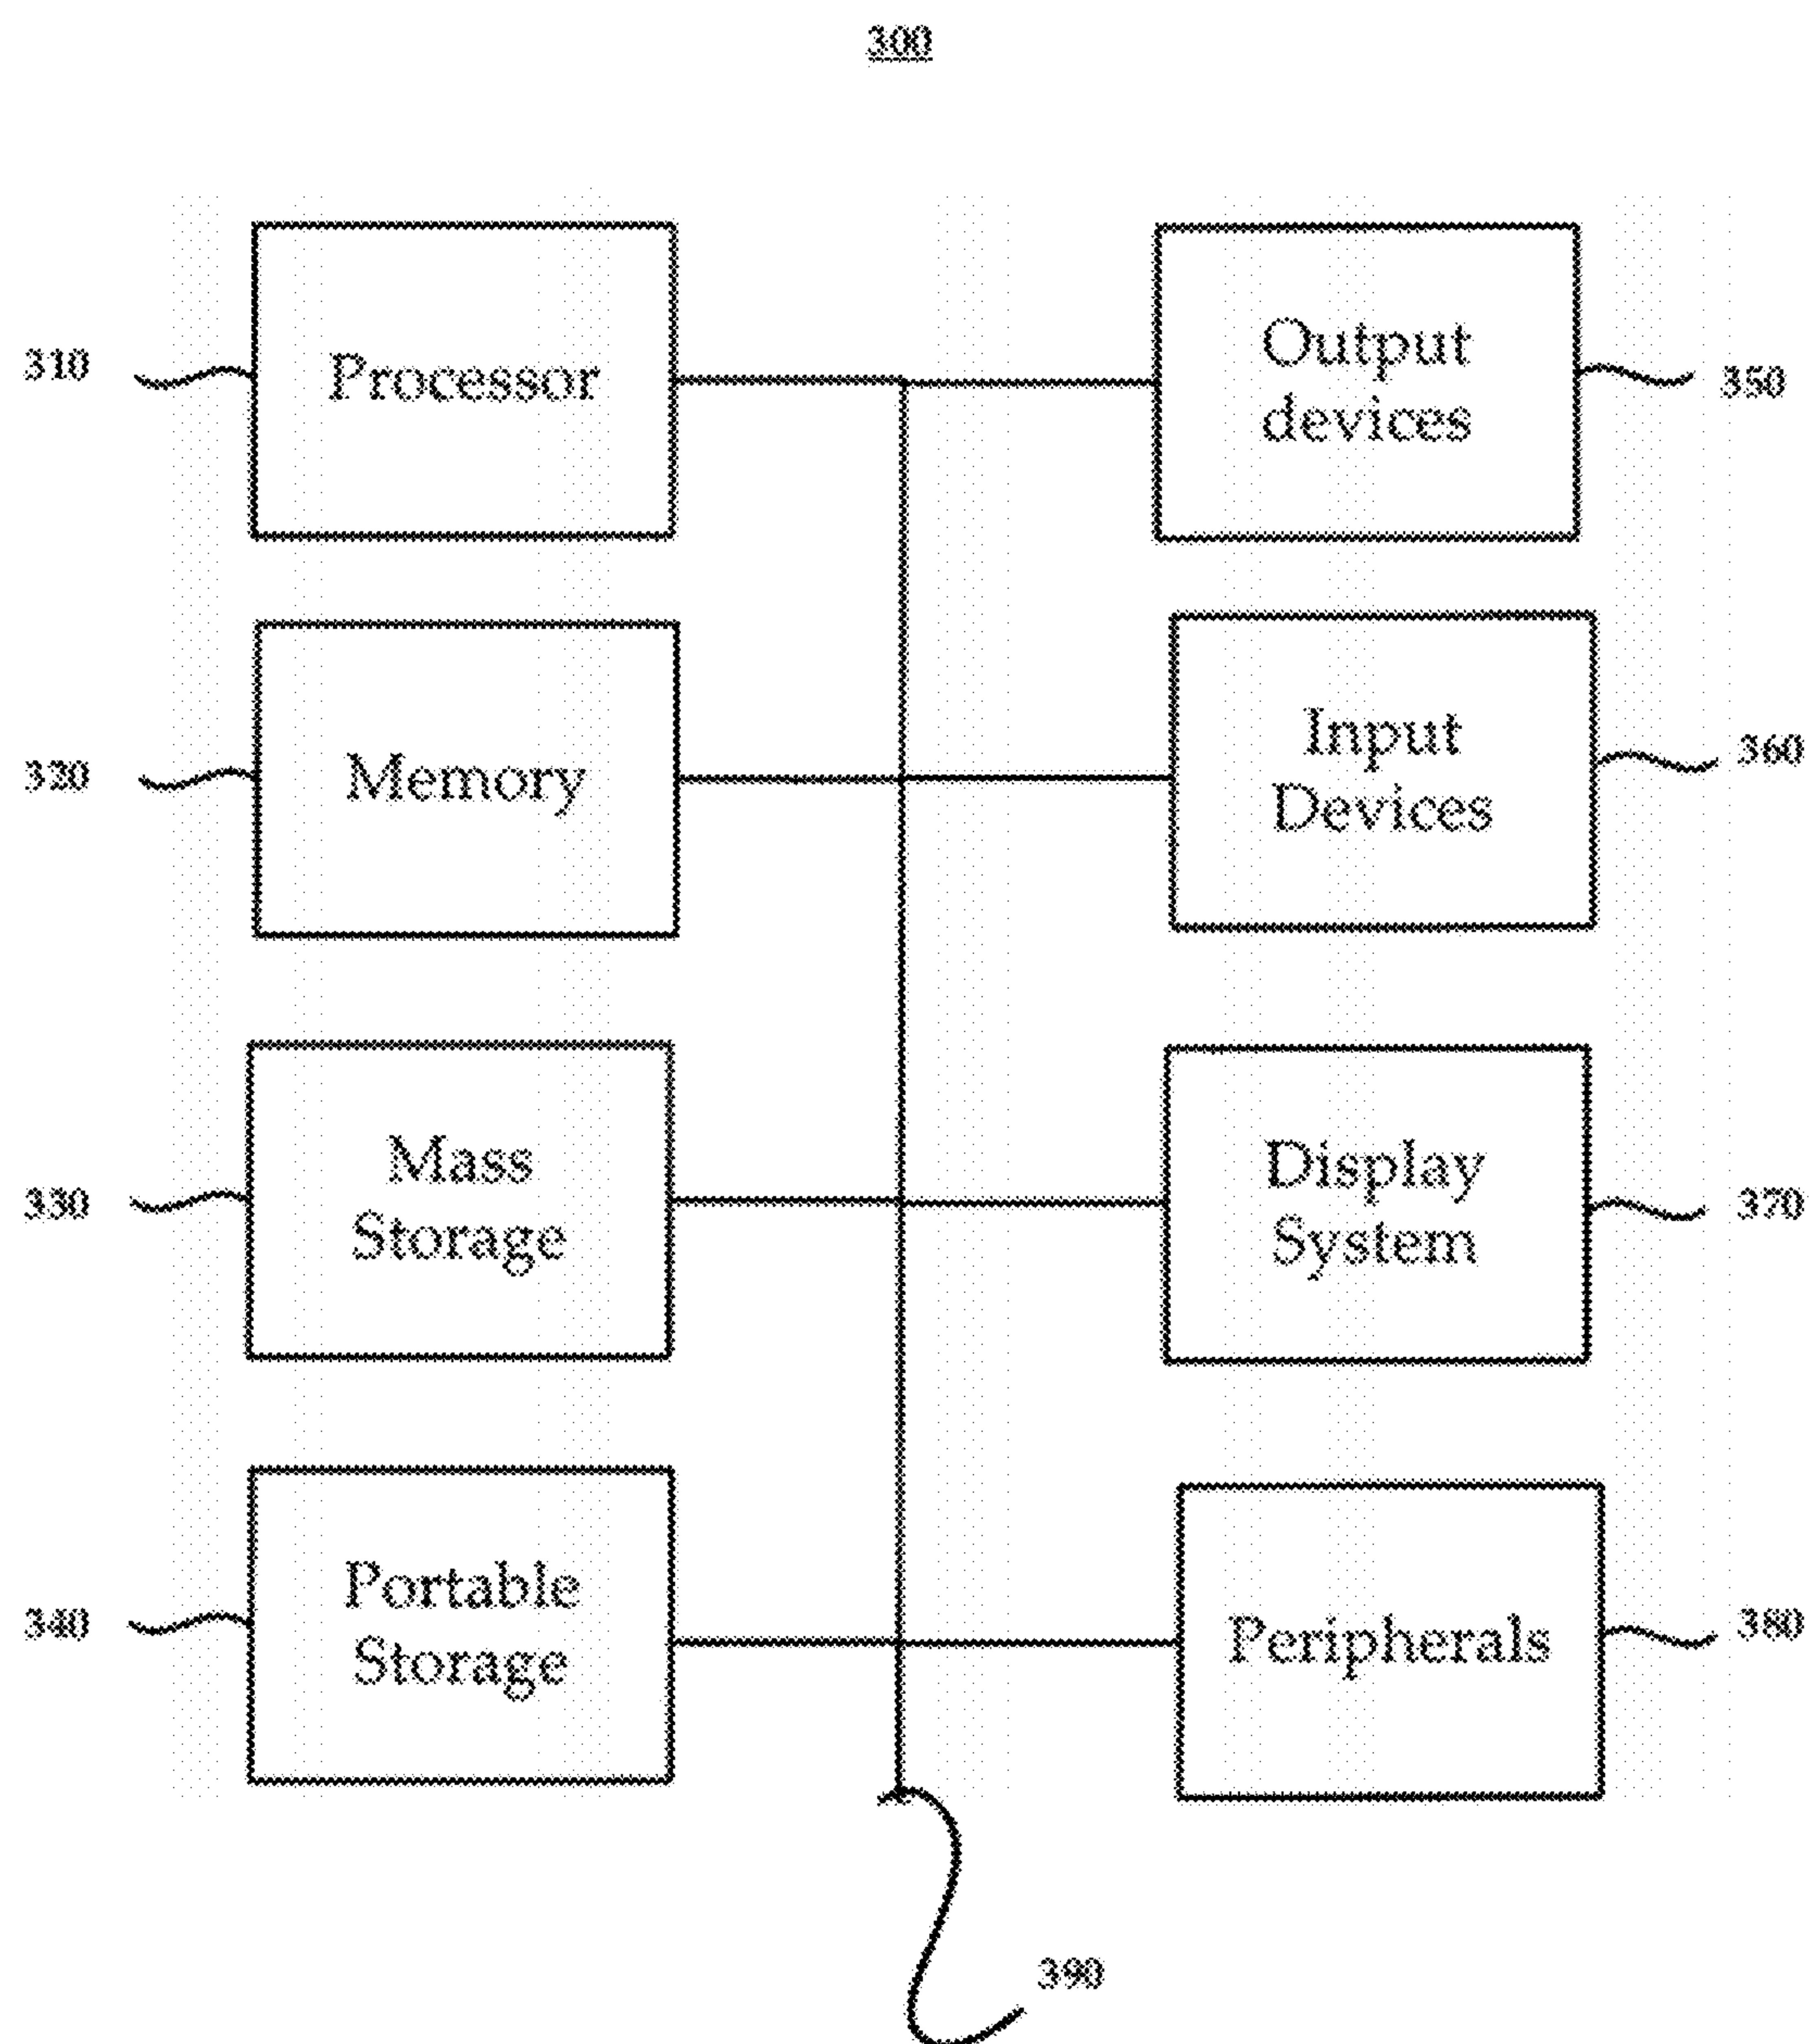 300
310
Processor
Output
devices
350
320
Memory
Input
Devices
360
330
Mass
Storage
Display
System
370
340
Portable
Storage
Peripherals
380
390